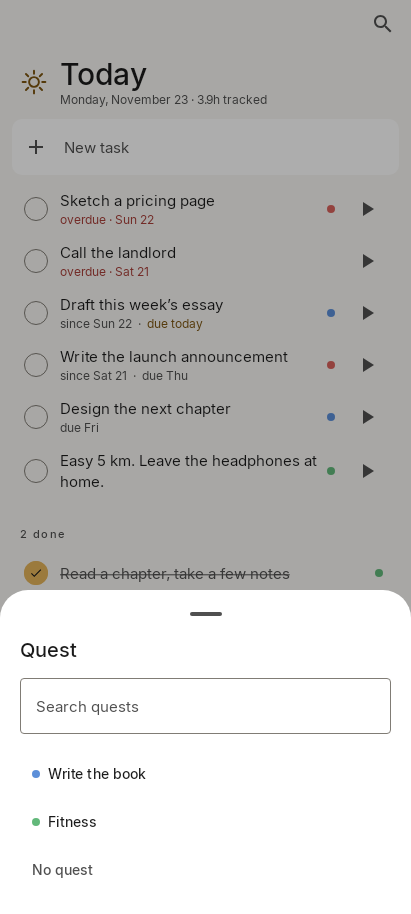 Today
Monday, November 23 · 3.9h tracked
New task
Sketch a pricing page
overdue · Sun 22
Call the landlord
overdue · Sat 21
Draft this week’s essay
since Sun 22 · due today
Write the launch announcement
since Sat 21 · due Thu
Design the next chapter
due Fri
Easy 5 km. Leave the headphones at
home.
2 done
Read a chapter, take a few notes
Quest
Search quests
Write the book
Fitness
No quest